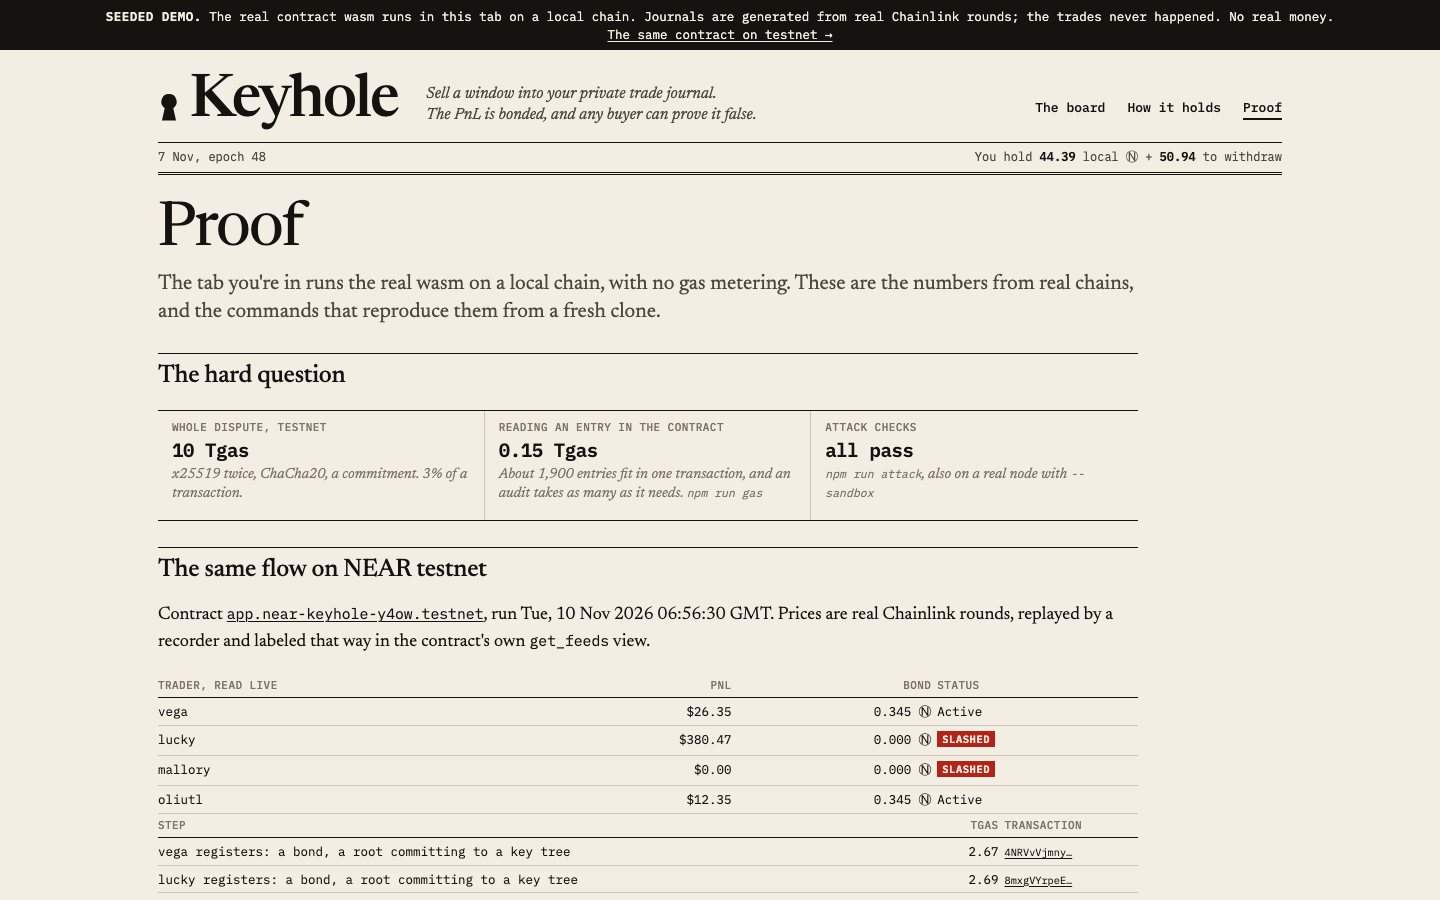 SEEDED DEMO. The real contract wasm runs in this tab on a local chain. Journals are generated from real Chainlink rounds; the trades never happened. No real money.
The same contract on testnet →
Keyhole
Sell a window into your private trade journal.
The PnL is bonded, and any buyer can prove it false.
The board How it holds Proof
7 Nov, epoch 48
You hold 44.39 local Ⓝ + 50.94 to withdraw
Proof
The tab you're in runs the real wasm on a local chain, with no gas metering. These are the numbers from real chains,
and the commands that reproduce them from a fresh clone.
The hard question
WHOLE DISPUTE, TESTNET
10 Tgas
x25519 twice, ChaCha20, a commitment. 3% of a
transaction.
READING AN ENTRY IN THE CONTRACT
0.15 Tgas
About 1,900 entries fit in one transaction, and an
audit takes as many as it needs. npm run gas
ATTACK CHECKS
all pass
npm run attack, also on a real node with --
sandbox
The same flow on NEAR testnet
Contract app.near-keyhole-y4ow.testnet, run Tue, 10 Nov 2026 06:56:30 GMT. Prices are real Chainlink rounds, replayed by a
recorder and labeled that way in the contract's own get_feeds view.
TRADER, READ LIVE PNL BOND STATUS
vega $26.35 0.345 Ⓝ Active
lucky $380.47 0.000 Ⓝ SLASHED
mallory $0.00 0.000 Ⓝ SLASHED
oliutl $12.35 0.345 Ⓝ Active
STEP TGAS TRANSACTION
vega registers: a bond, a root committing to a key tree 2.67 4NRVvVjmny…
lucky registers: a bond, a root committing to a key tree 2.69 8mxgVYrpeE…